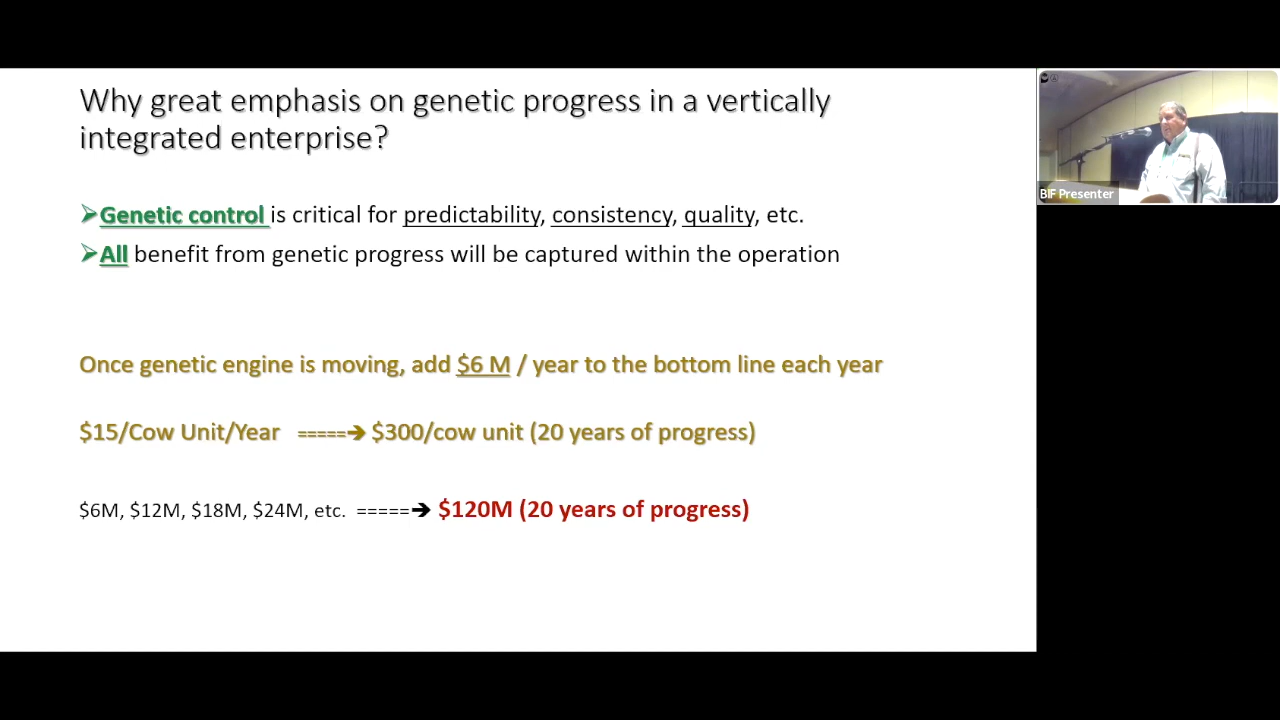 Why great emphasis on genetic progress in a vertically
integrated enterprise?
➢Genetic control is critical for predictability, consistency, quality, etc.
➢All benefit from genetic progress will be captured within the operation
Once genetic engine is moving, add $6 M / year to the bottom line each year
$15/Cow Unit/Year =====➔ $300/cow unit (20 years of progress)
$6M, $12M, $18M, $24M, etc. =====➔ $120M (20 years of progress)
BIF Presenter